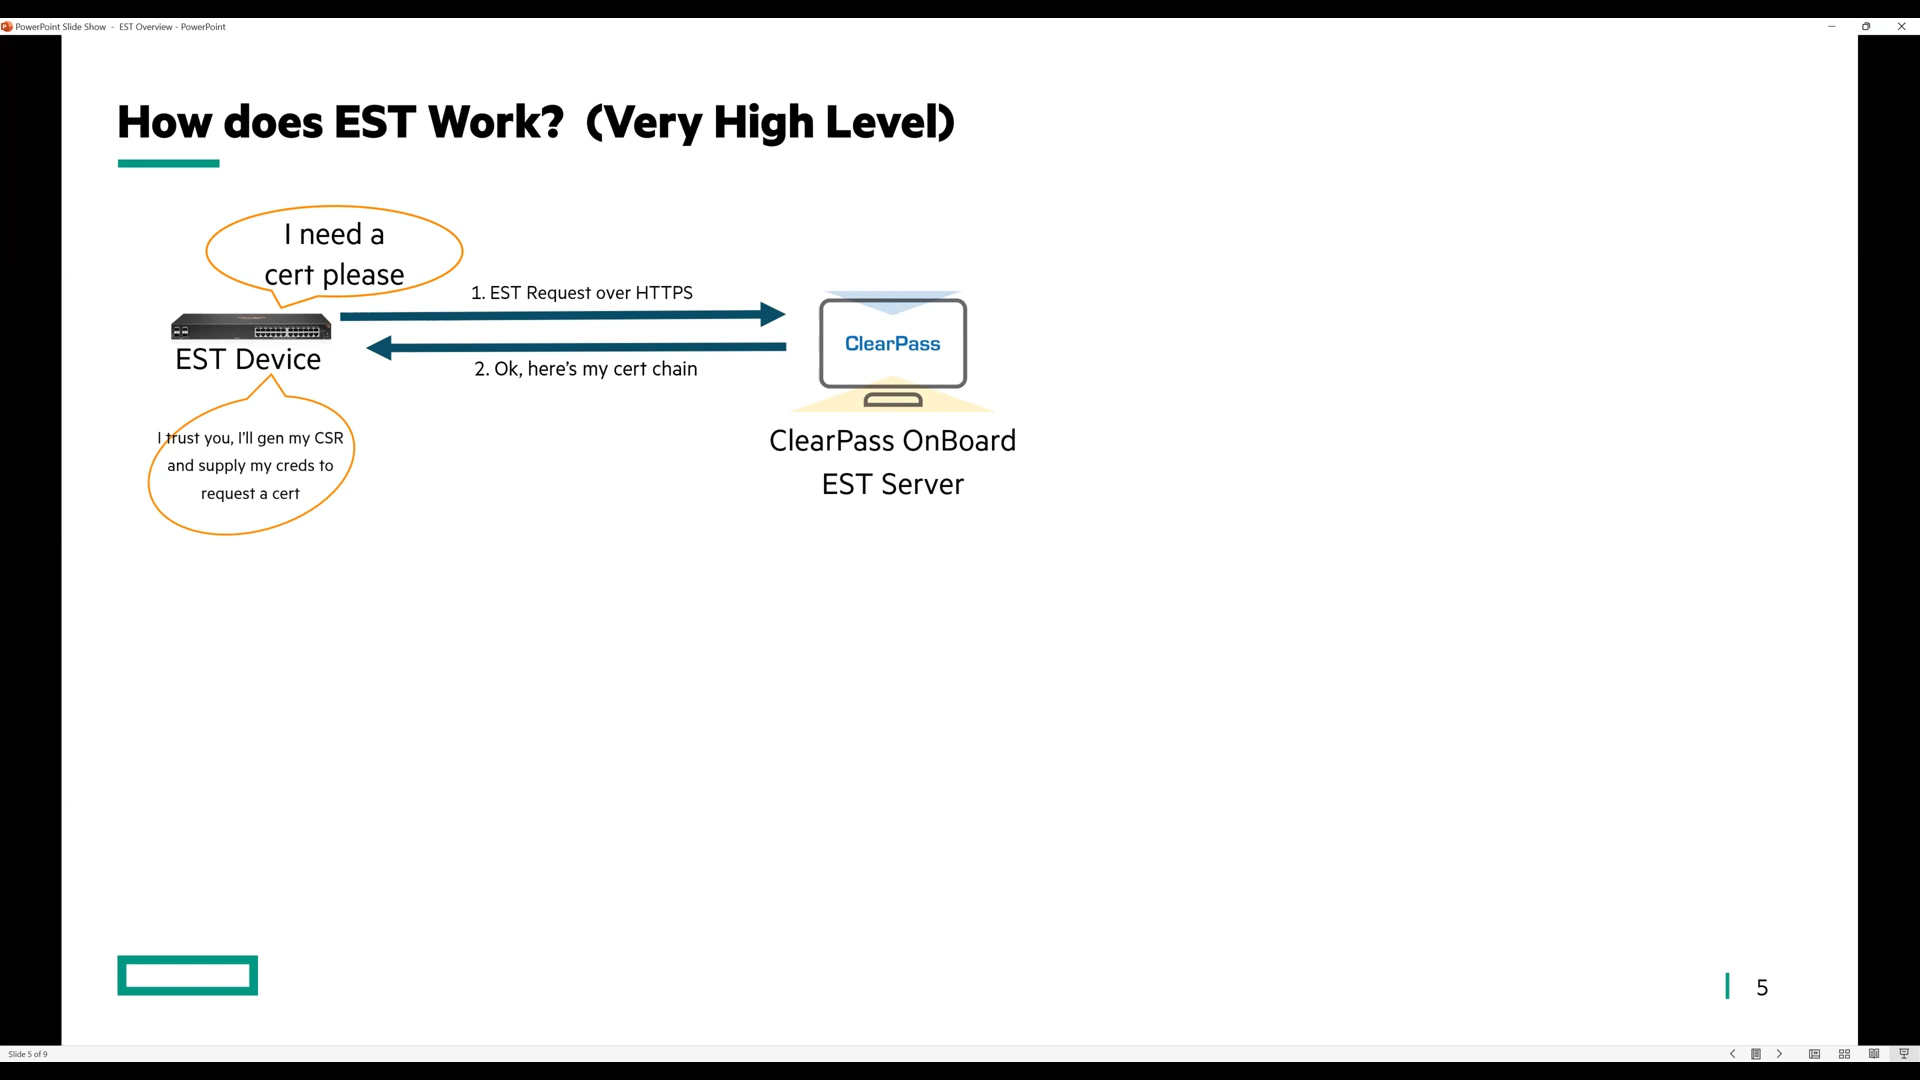 PowerPoint Slide Show - EST Overview - PowerPoint
How does EST Work? (Very High Level)
I need a
cert please
1. EST Request over HTTPS
ClearPass
EST Device
2. Ok, here's my cert chain
I trust you, I'll gen my CSR
and supply my creds to
request a cert
ClearPass OnBoard
EST Server
5
Slide 5 of 9